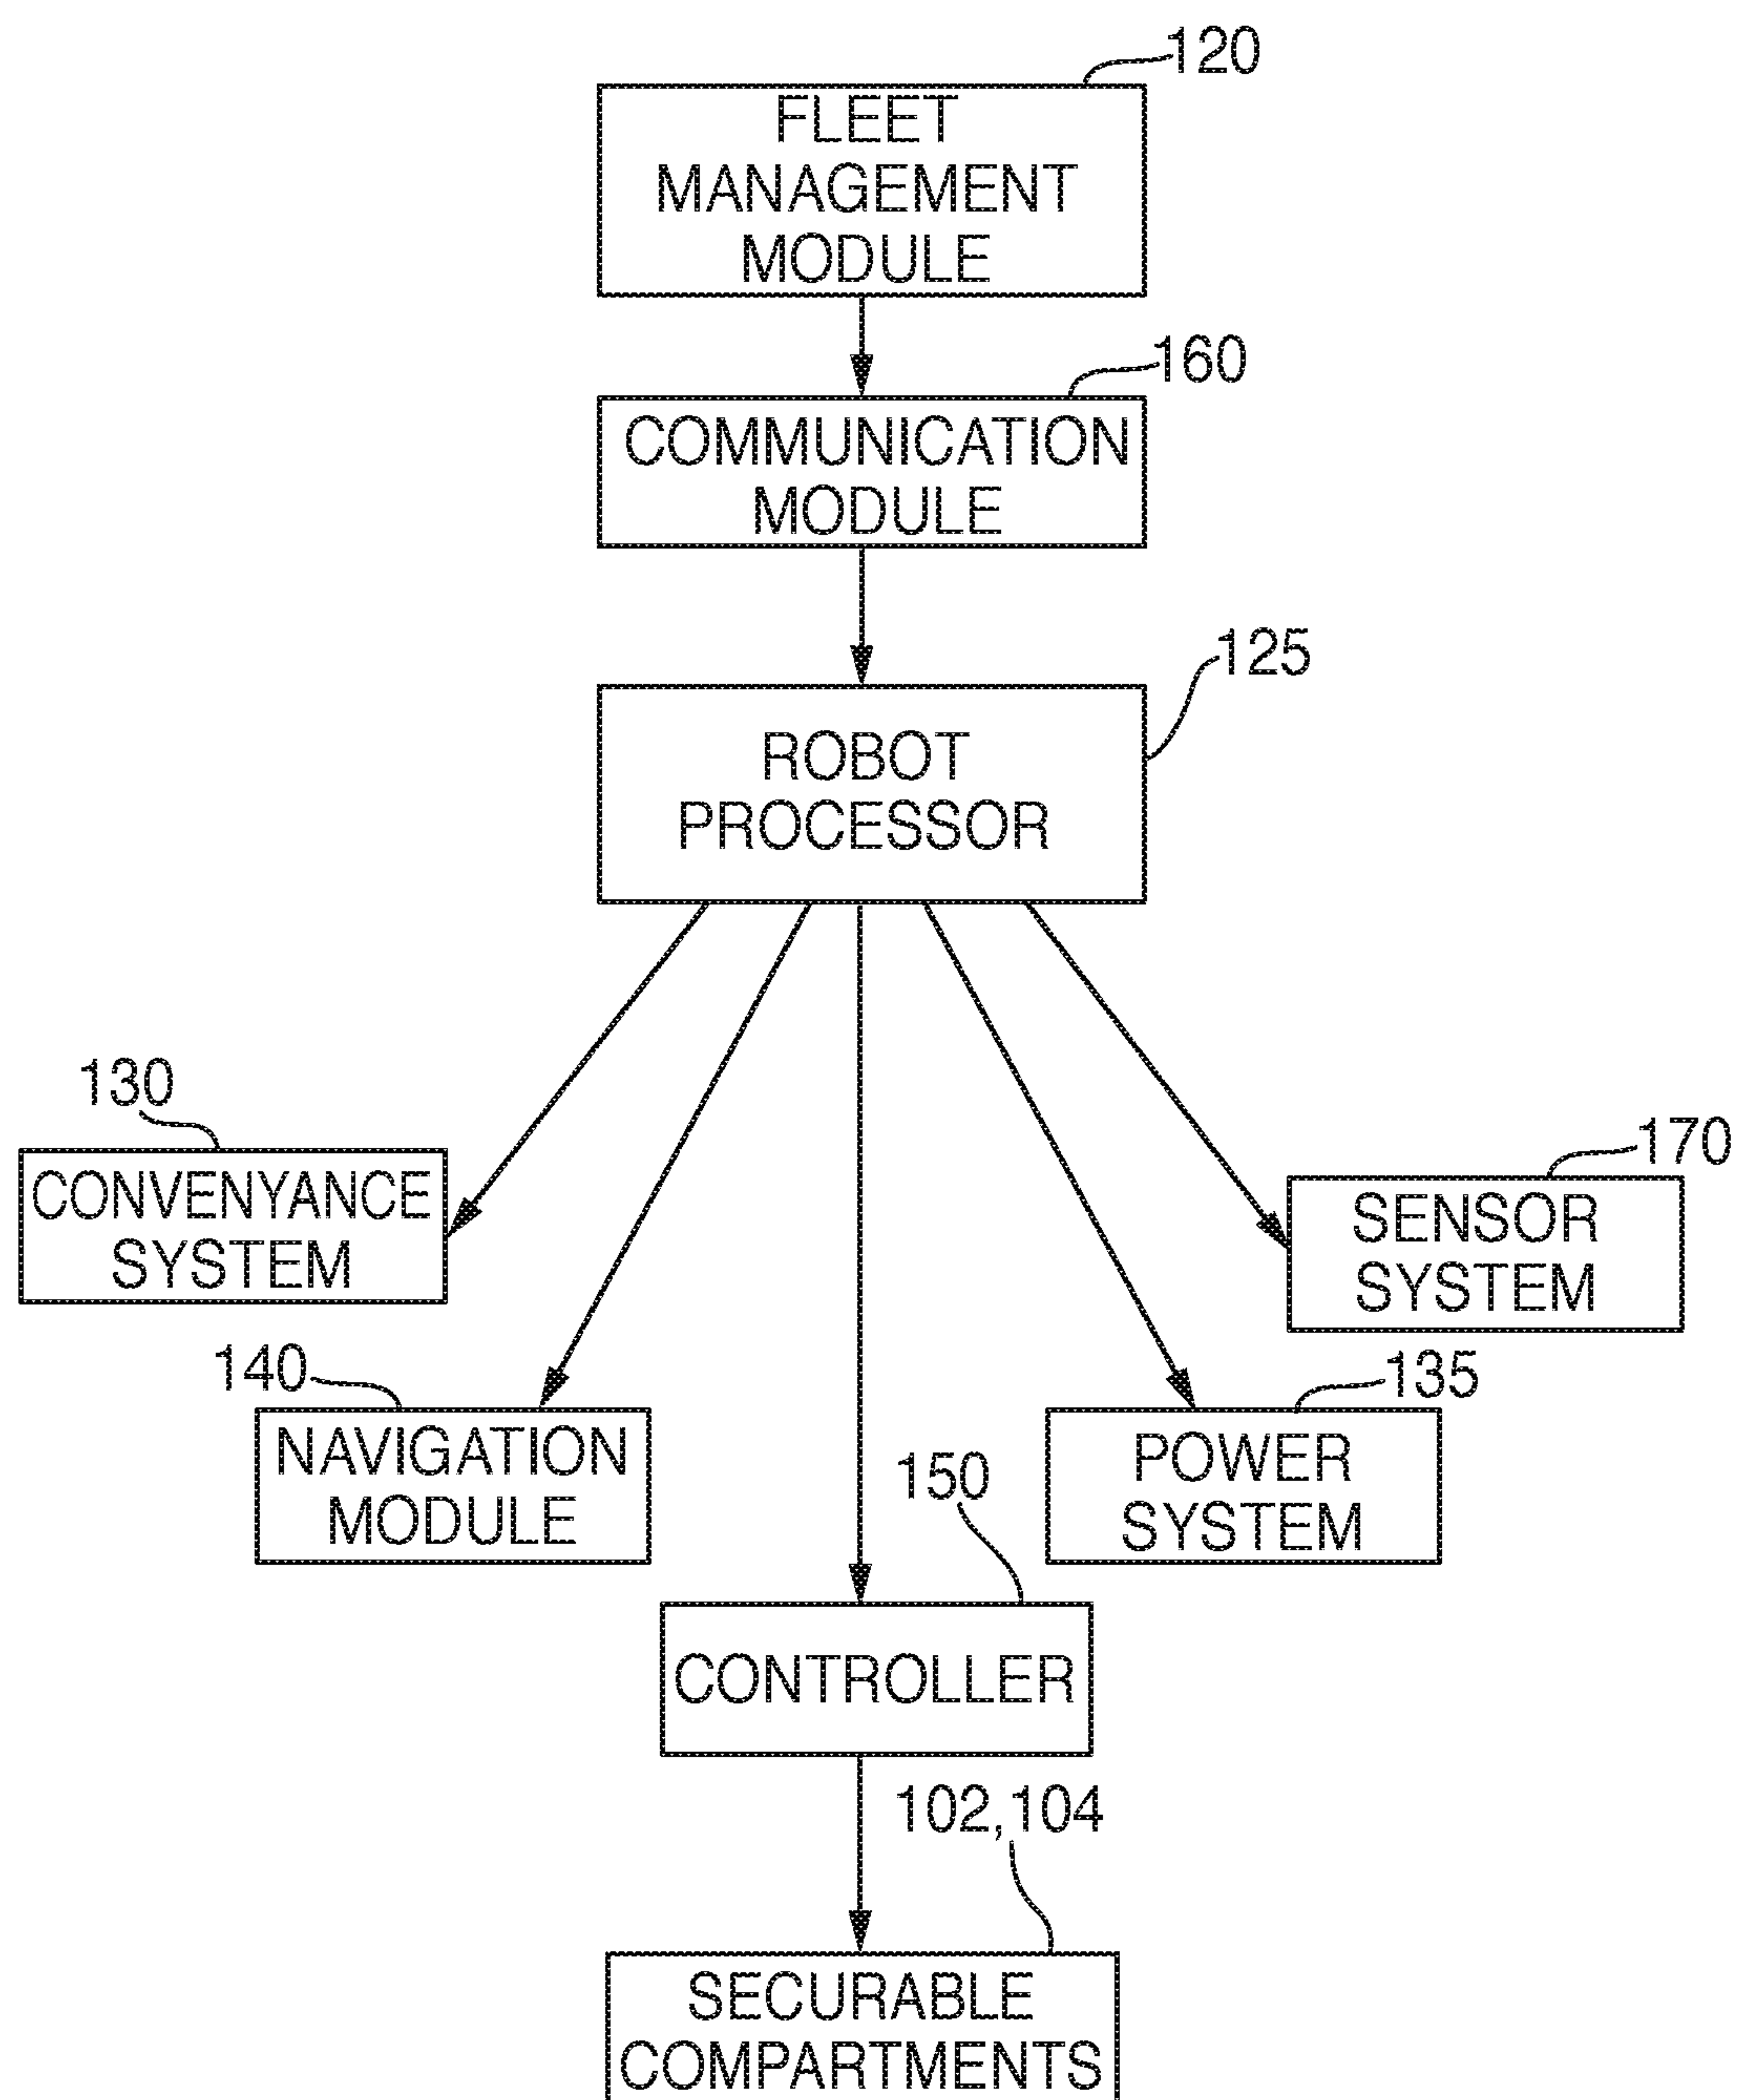 120
FLEET
MANAGEMENT
MODULE
160
COMMUNICATION
MODULE
125
ROBOT
PROCESSOR
130
CONVENYANCE
SYSTEM
170
SENSOR
SYSTEM
140
NAVIGATION
MODULE
135
POWER
SYSTEM
150
CONTROLLER
102,104
SECURABLE
COMPARTMENTS